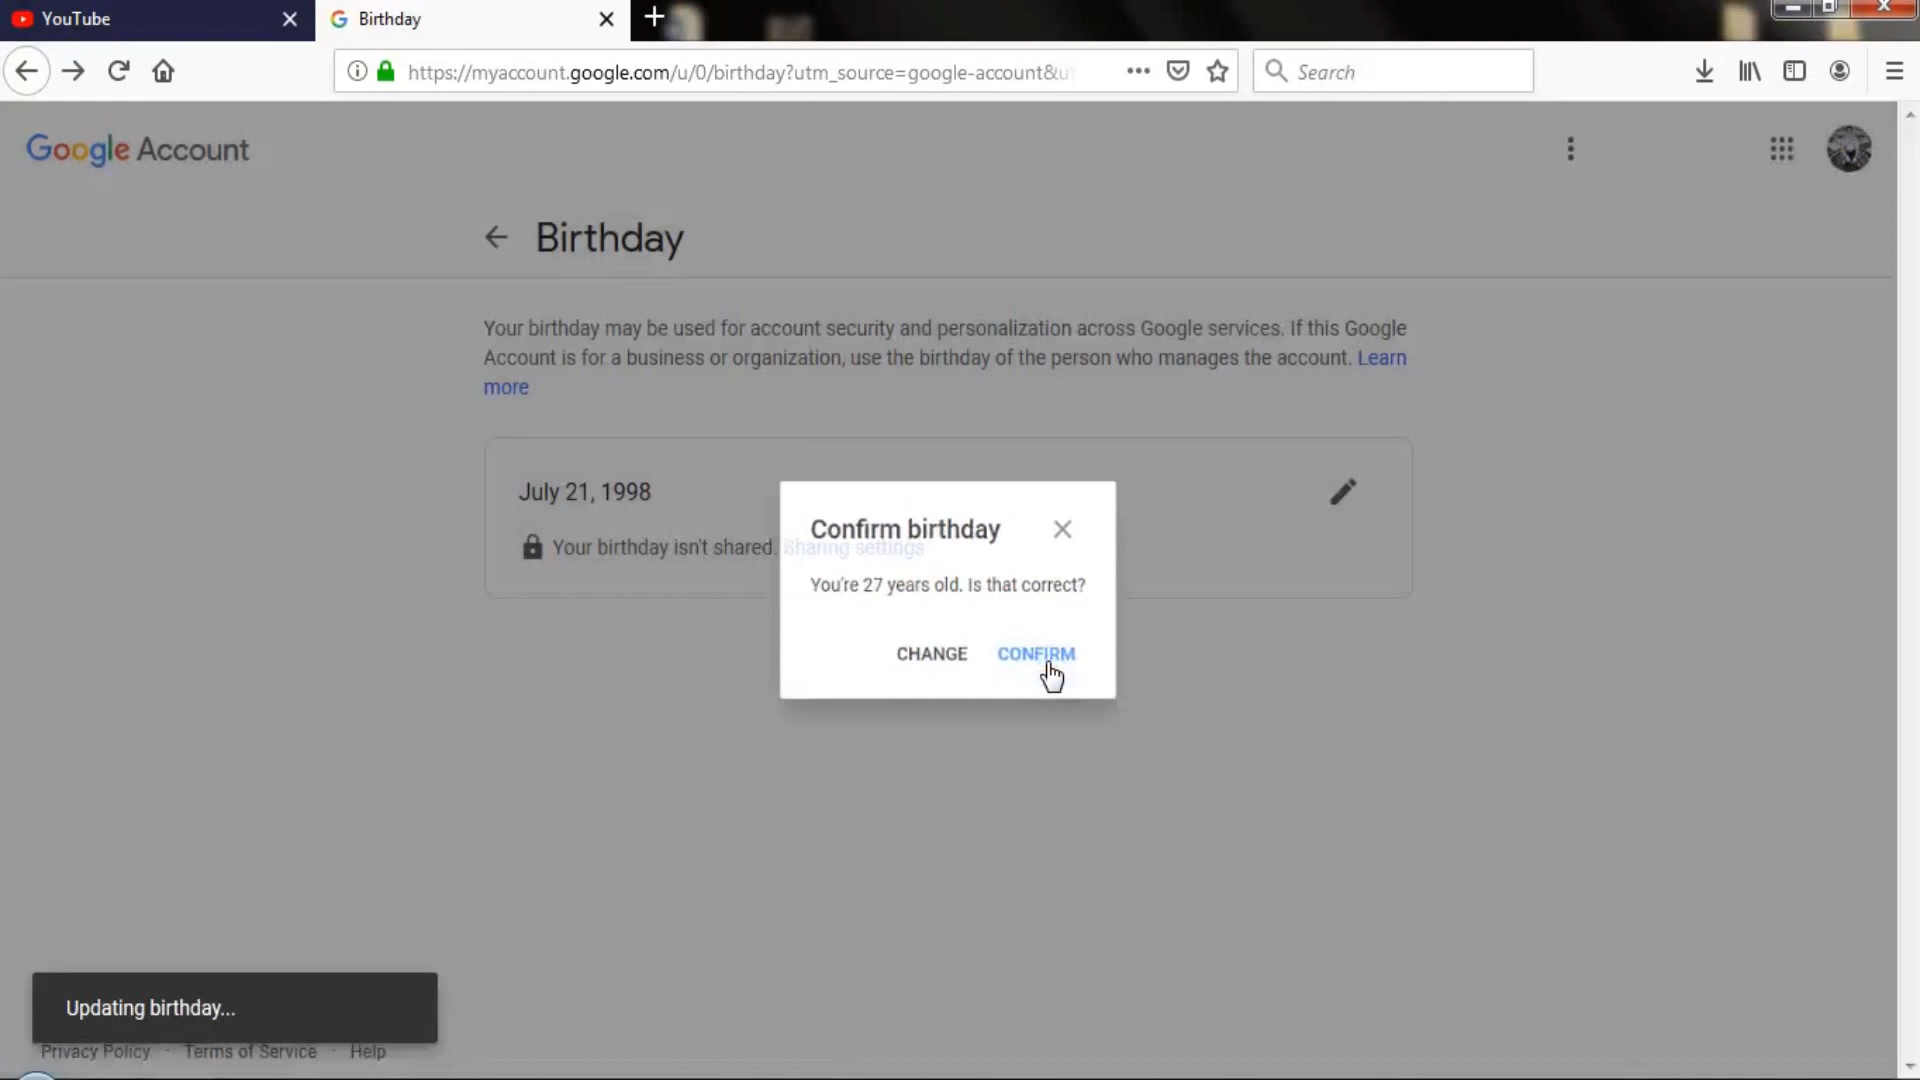 YouTube
Birthday
https://myaccount.google.com/u/0/birthday?utm_source=google-account&ut
Search
Google Account
Birthday
Your birthday may be used for account security and personalization across Google services. If this Google
Account is for a business or organization, use the birthday of the person who manages the account. Learn
more
July 21, 1998
Your birthday isn't shared. Sharing settings
Confirm birthday
You're 27 years old. Is that correct?
CHANGE CONFIRM
Updating birthday...
Privacy Policy · Terms of Service · Help